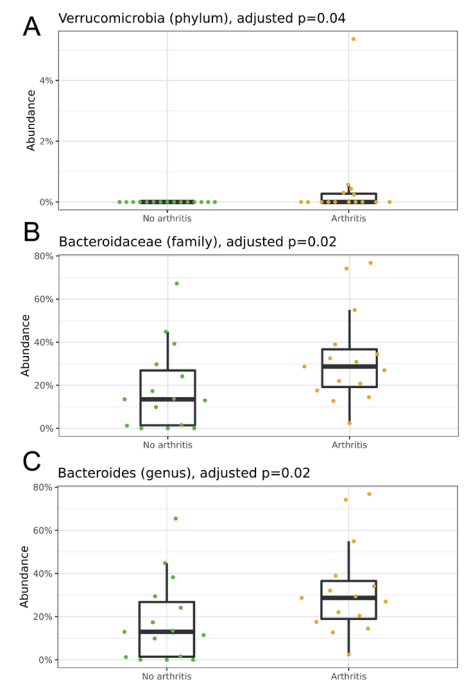 A
Verrucomicrobia (phylum), adjusted p=0.04
Abundance
4%
2%
0%
No arthritis
Arthritis
B
Bacteroidaceae (family), adjusted p=0.02
Abundance
80%
60%
40%
20%
0%
No arthritis
Arthritis
C
Bacteroides (genus), adjusted p=0.02
Abundance
80%
60%
40%
20%
0%
No arthritis
Arthritis